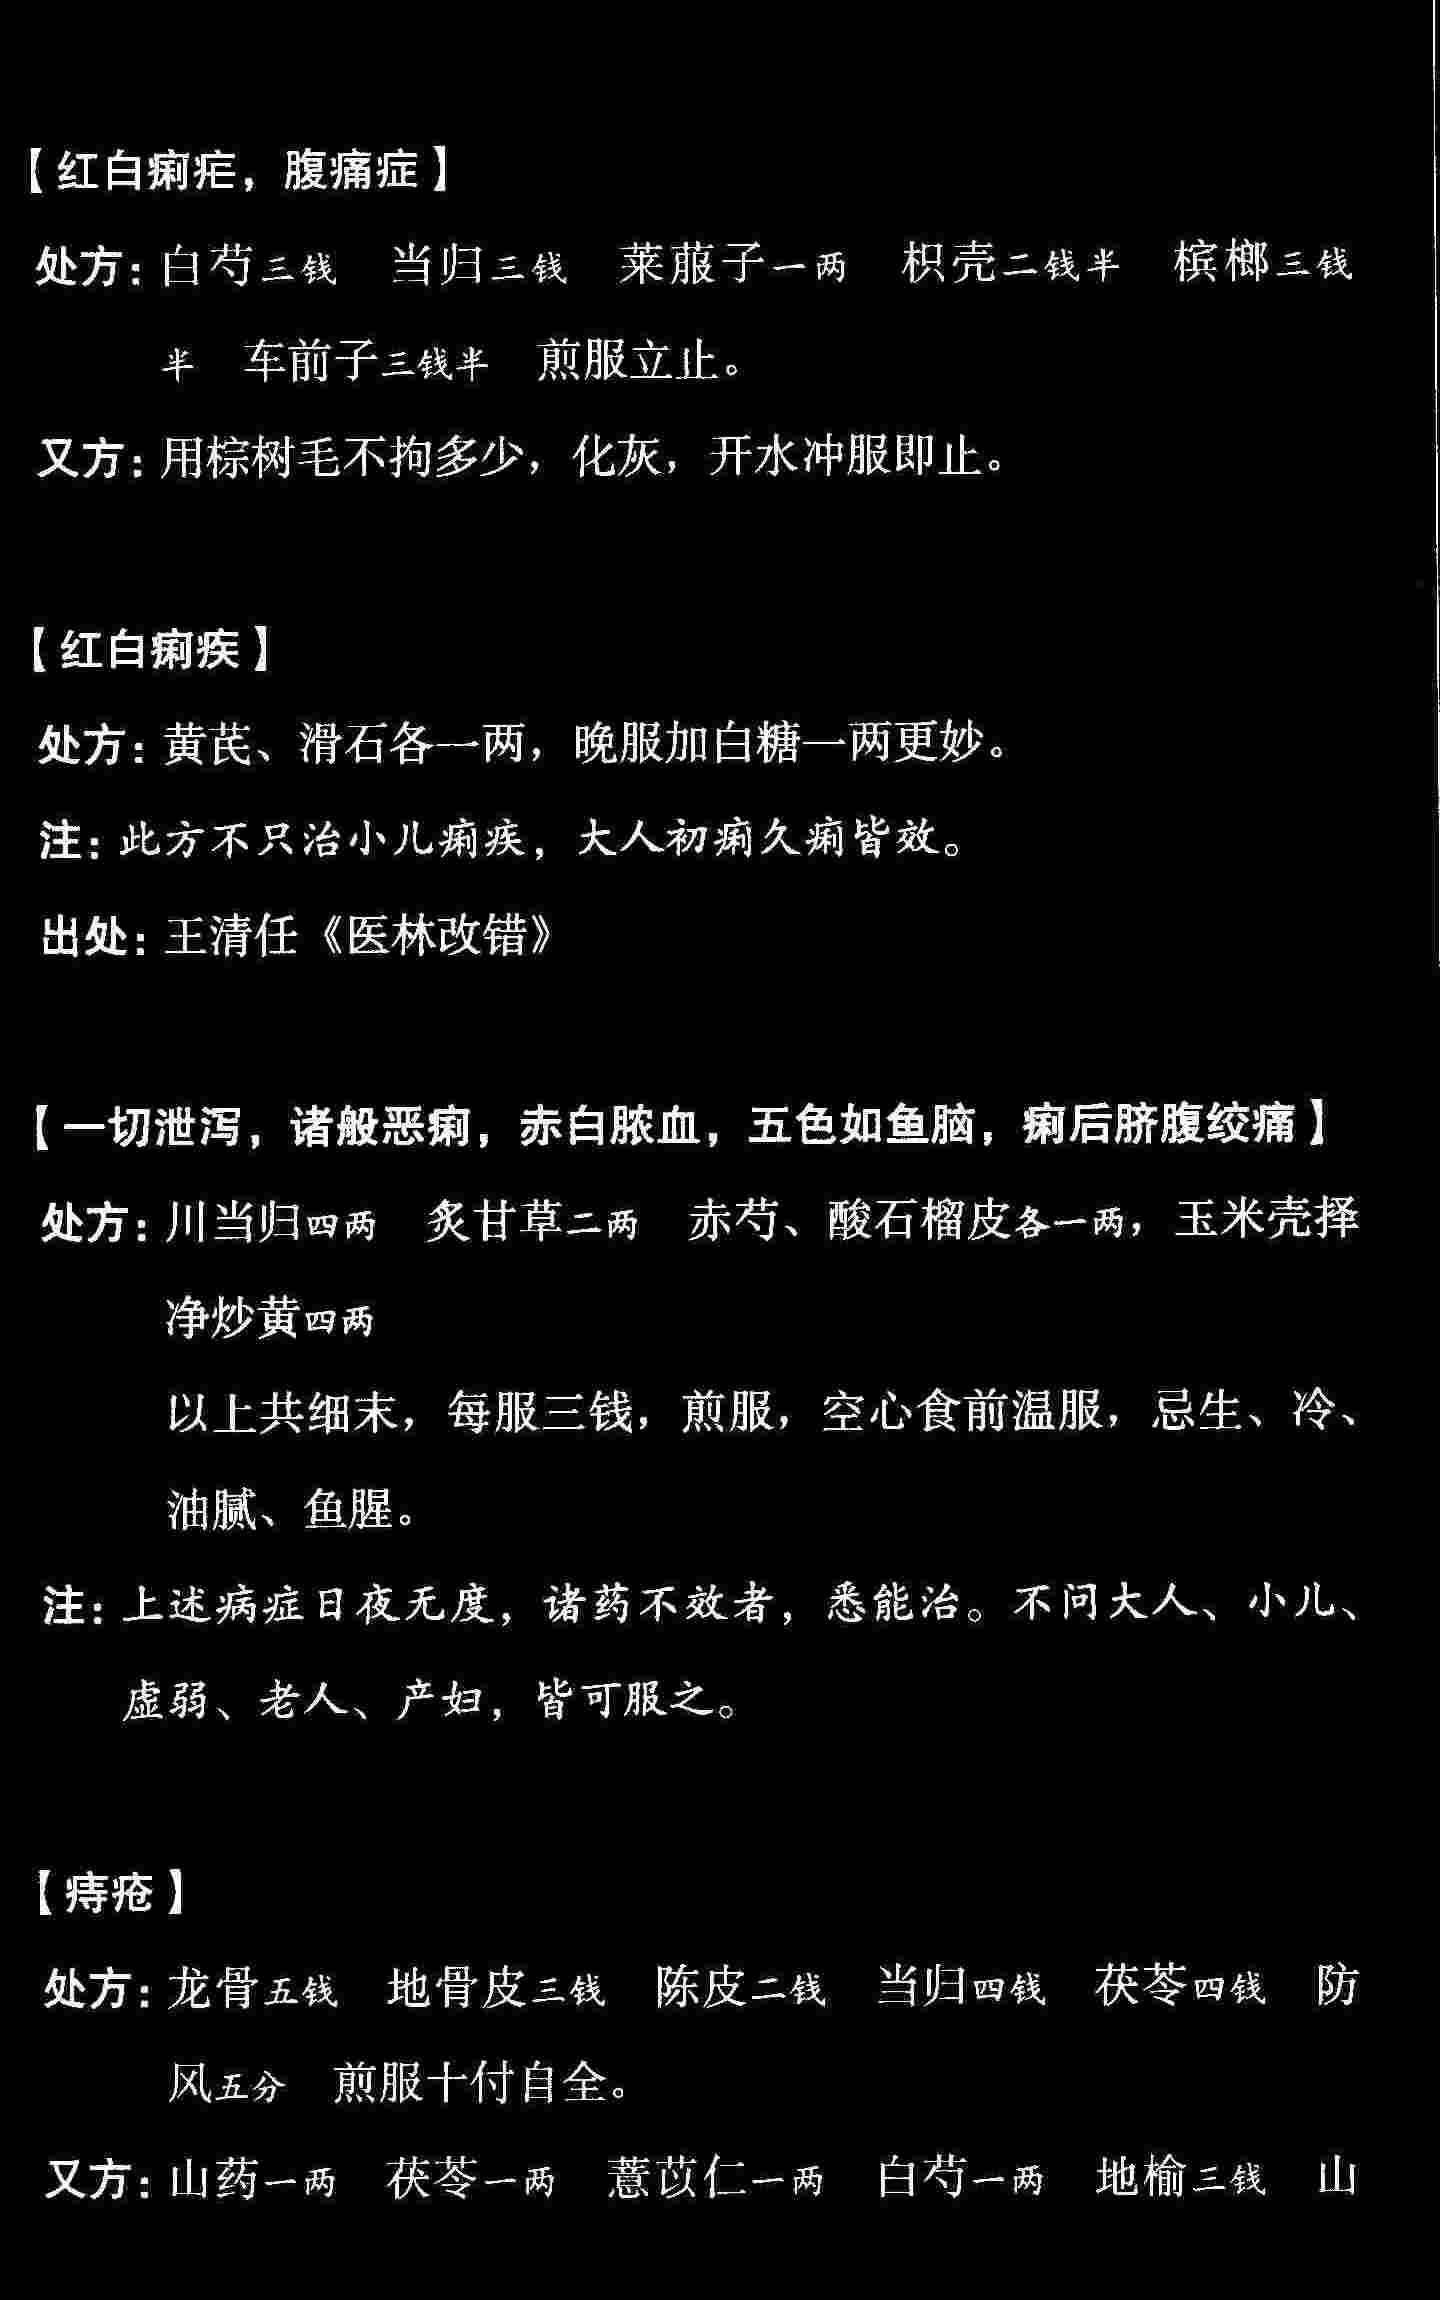 【红白痢疟，腹痛症】
处方：白芍三钱 当归三钱 莱菔子一两 枳壳二钱半 槟榔三钱
半 车前子三钱半 煎服立止。
又方：用棕树毛不拘多少，化灰，开水冲服即止。
【红白痢疾】
处方：黄芪、滑石各一两，晚服加白糖一两更妙。
注：此方不只治小儿痢疾，大人初痢久痢皆效。
出处：王清任《医林改错》
【一切泄泻，诸般恶痢，赤白脓血，五色如鱼脑，痢后脐腹绞痛】
处方：川当归四两 炙甘草二两 赤芍、酸石榴皮各一两，玉米壳择
净炒黄四两
以上共细末，每服三钱，煎服，空心食前温服，忌生、冷、
油腻、鱼腥。
注：上述病症日夜无度，诸药不效者，悉能治。不问大人、小儿、
虚弱、老人、产妇，皆可服之。
【痔疮】
处方：龙骨五钱 地骨皮三钱 陈皮二钱 当归四钱 茯苓四钱 防
风五分 煎服十付自全。
又方：山药一两 茯苓一两 薏苡仁一两 白芍一两 地榆三钱 山